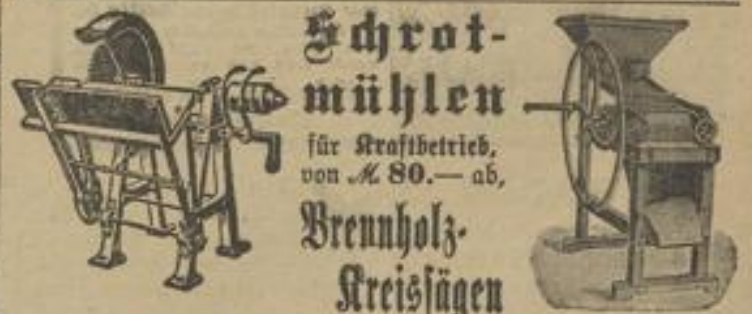 Schrot-
mühlen
für Kraftbetrieb,
von M. 80.— ab,
Brennholz-
Kreissägen